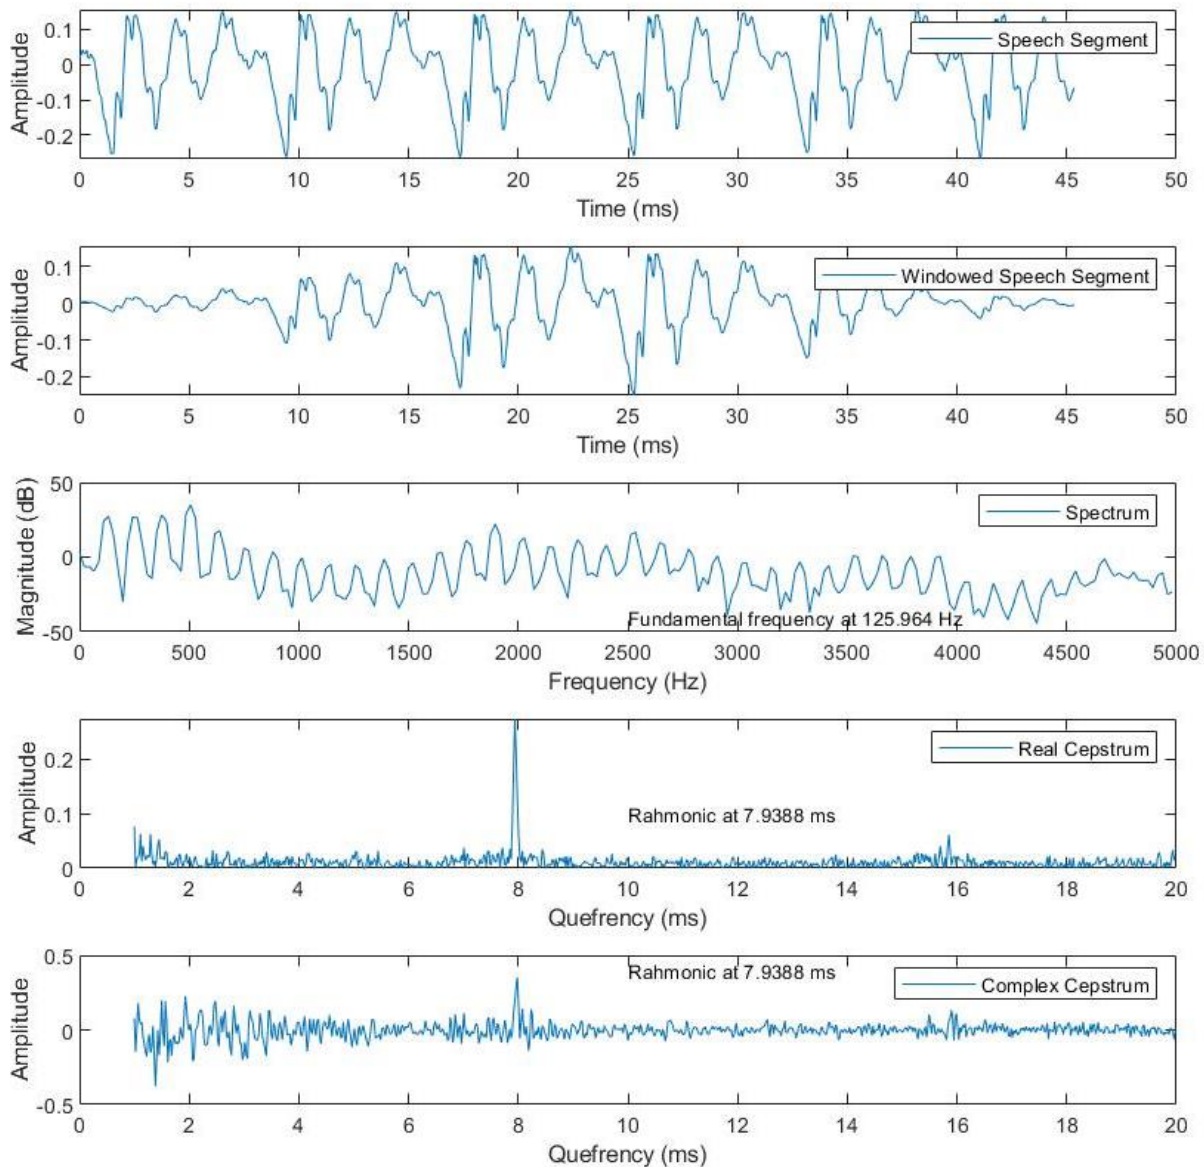 0.1
0
-0.1
-0.2
Amplitude
Speech Segment
0 5 10 15 20 25 30 35 40 45 50
Time (ms)
0.1
0
-0.1
-0.2
Amplitude
Windowed Speech Segment
0 5 10 15 20 25 30 35 40 45 50
Time (ms)
50
0
-50
Magnitude (dB)
Spectrum
Fundamental frequency at 125.964 Hz
0 500 1000 1500 2000 2500 3000 3500 4000 4500 5000
Frequency (Hz)
0.2
0.1
0
Amplitude
Real Cepstrum
Rahmonic at 7.9388 ms
0 2 4 6 8 10 12 14 16 18 20
Quefrency (ms)
0.5
0
-0.5
Amplitude
Rahmonic at 7.9388 ms
Complex Cepstrum
0 2 4 6 8 10 12 14 16 18 20
Quefrency (ms)